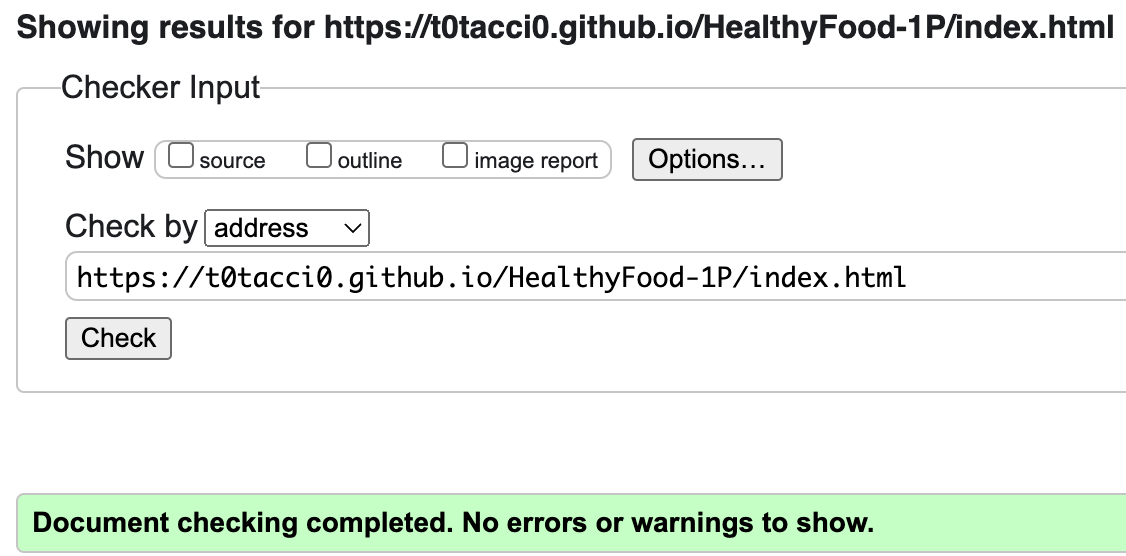 Showing results for https://t0tacci0.github.io/HealthyFood-1P/index.html
Checker Input
Show source outline image report Options...
Check by address
https://t0tacci0.github.io/HealthyFood-1P/index.html
Check
Document checking completed. No errors or warnings to show.